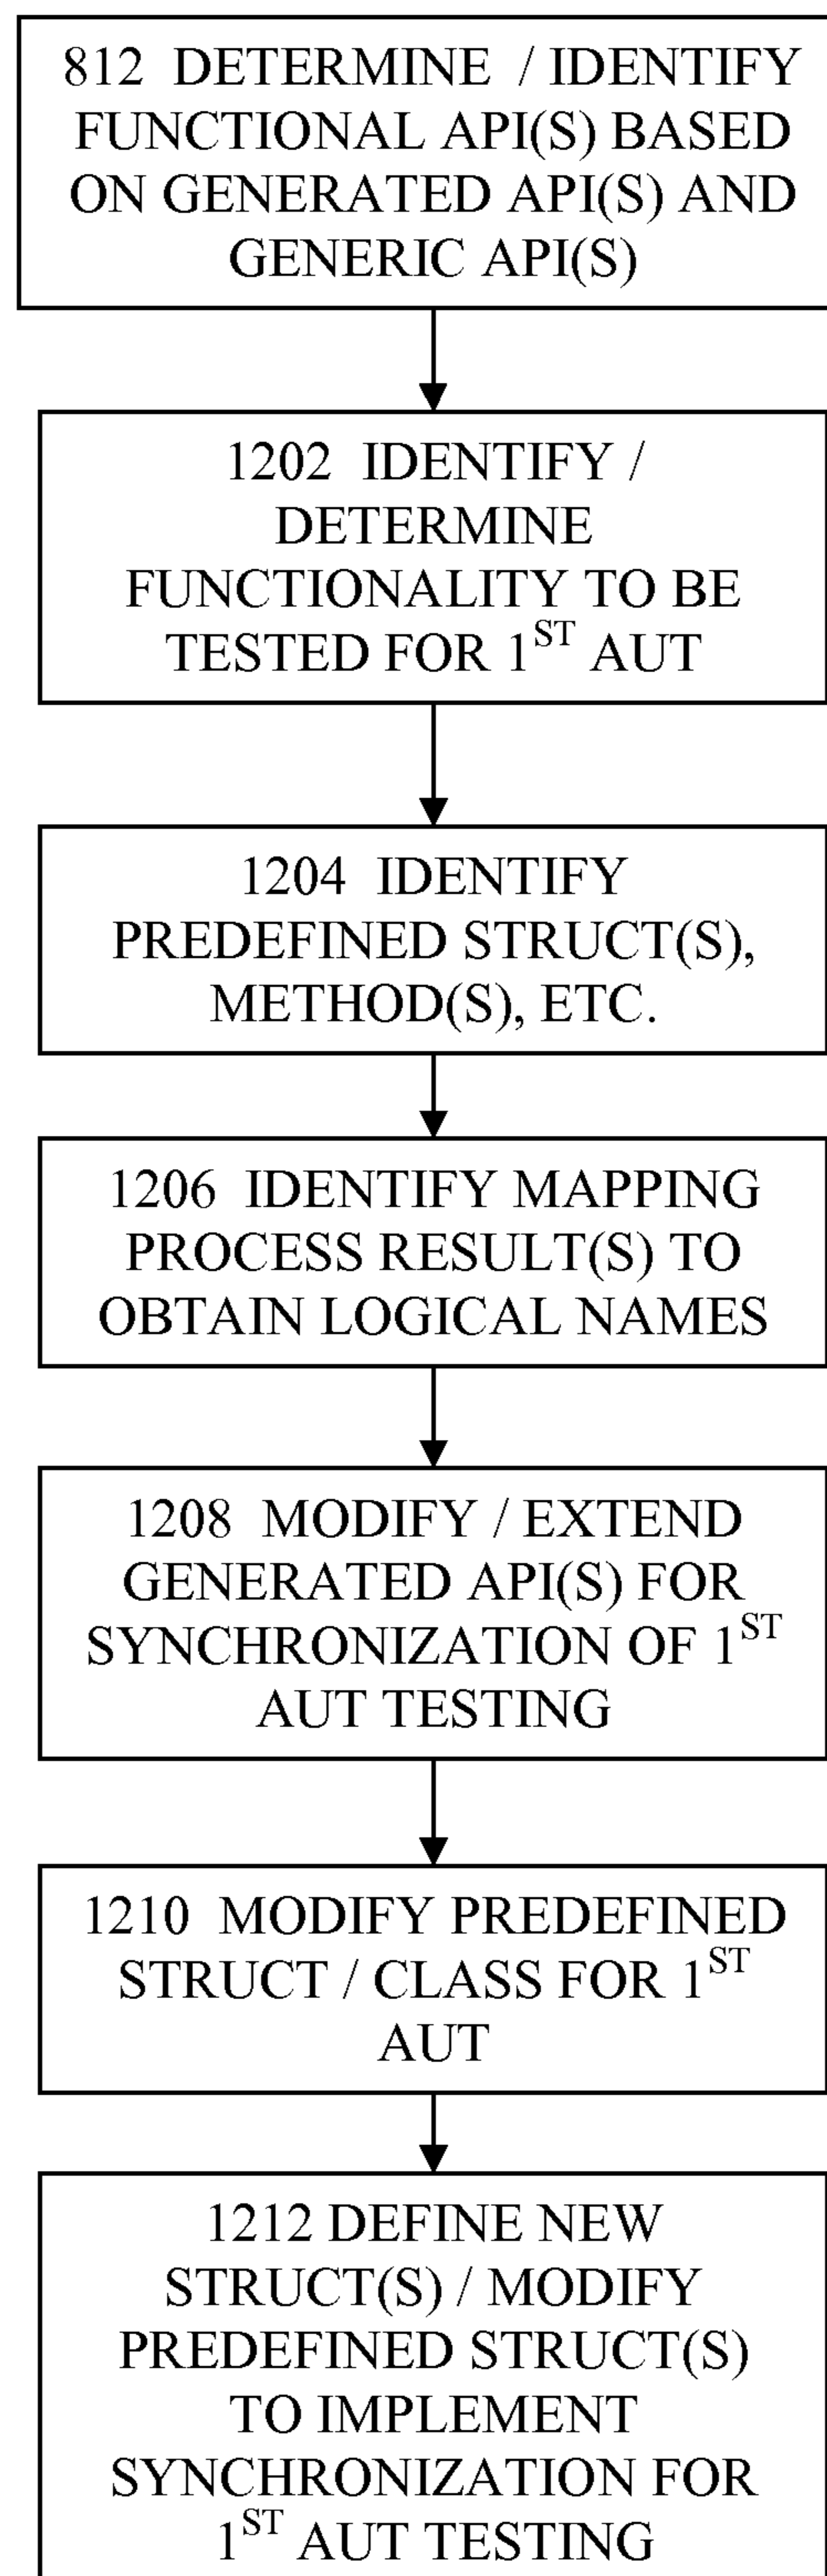 812 DETERMINE / IDENTIFY
FUNCTIONAL API(S) BASED
ON GENERATED API(S) AND
GENERIC API(S)
1202 IDENTIFY /
DETERMINE
FUNCTIONALITY TO BE
TESTED FOR 1ST AUT
1204 IDENTIFY
PREDEFINED STRUCT(S),
METHOD(S), ETC.
1206 IDENTIFY MAPPING
PROCESS RESULT(S) TO
OBTAIN LOGICAL NAMES
1208 MODIFY / EXTEND
GENERATED API(S) FOR
SYNCHRONIZATION OF 1ST
AUT TESTING
1210 MODIFY PREDEFINED
STRUCT / CLASS FOR 1ST
AUT
1212 DEFINE NEW
STRUCT(S) / MODIFY
PREDEFINED STRUCT(S)
TO IMPLEMENT
SYNCHRONIZATION FOR
1ST AUT TESTING